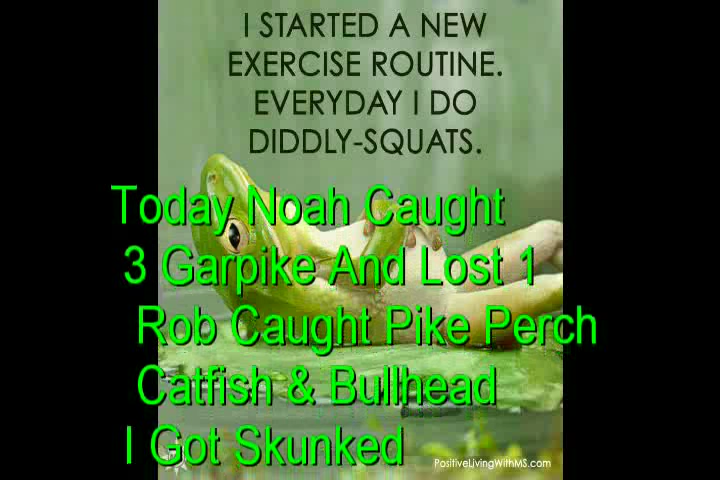 I STARTED A NEW
EXERCISE ROUTINE.
EVERYDAY I DO
DIDDLY-SQUATS.
Today Noah Caught
3 Garpike And Lost 1
Rob Caught Pike Perch
Catfish & Bullhead
I Got Skunked
PositiveLivingWithMS.com